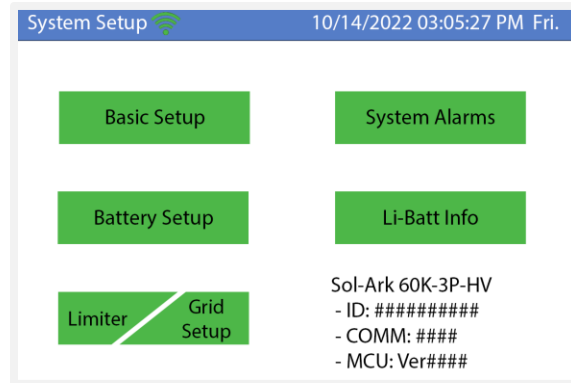 System Setup 10/14/2022 03:05:27 PM Fri.
Basic Setup
System Alarms
Battery Setup
Li-Batt Info
Limiter
Grid
Setup
Sol-Ark 60K-3P-HV
- ID: ##########
- COMM: ####
- MCU: Ver####